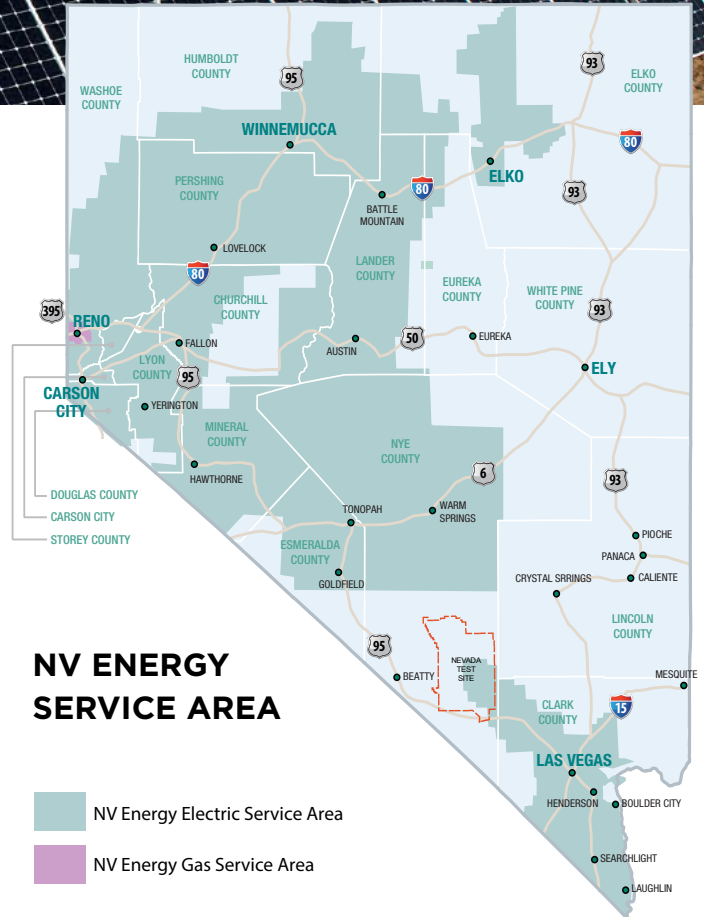 HUMBOLDT
COUNTY
95
93
ELKO
COUNTY
WASHOE
COUNTY
WINNEMUCCA
80
ELKO
PERSHING
COUNTY
80
93
BATTLE
MOUNTAIN
LOVELOCK
LANDER
COUNTY
80
EUREKA
COUNTY
WHITE PINE
COUNTY
CHURCHILL
COUNTY
395
RENO
93
50
EUREKA
FALLON
AUSTIN
LYON
COUNTY
95
ELY
CARSON
CITY
YERINGTON
MINERAL
COUNTY
NYE
COUNTY
HAWTHORNE
6
93
DOUGLAS COUNTY
CARSON CITY
STOREY COUNTY
TONOPAH
WARM
SPRINGS
PIOCHE
PANACA
ESMERALDA
COUNTY
GOLDFIELD
CRYSTAL SRRINGS
CALIENTE
LINCOLN
COUNTY
95
NEVADA
TEST
SITE
BEATTY
MESQUITE
NV ENERGY
SERVICE AREA
CLARK
COUNTY
15
LAS VEGAS
HENDERSON
BOULDER CITY
NV Energy Electric Service Area
NV Energy Gas Service Area
SEARCHLIGHT
LAUGHLIN